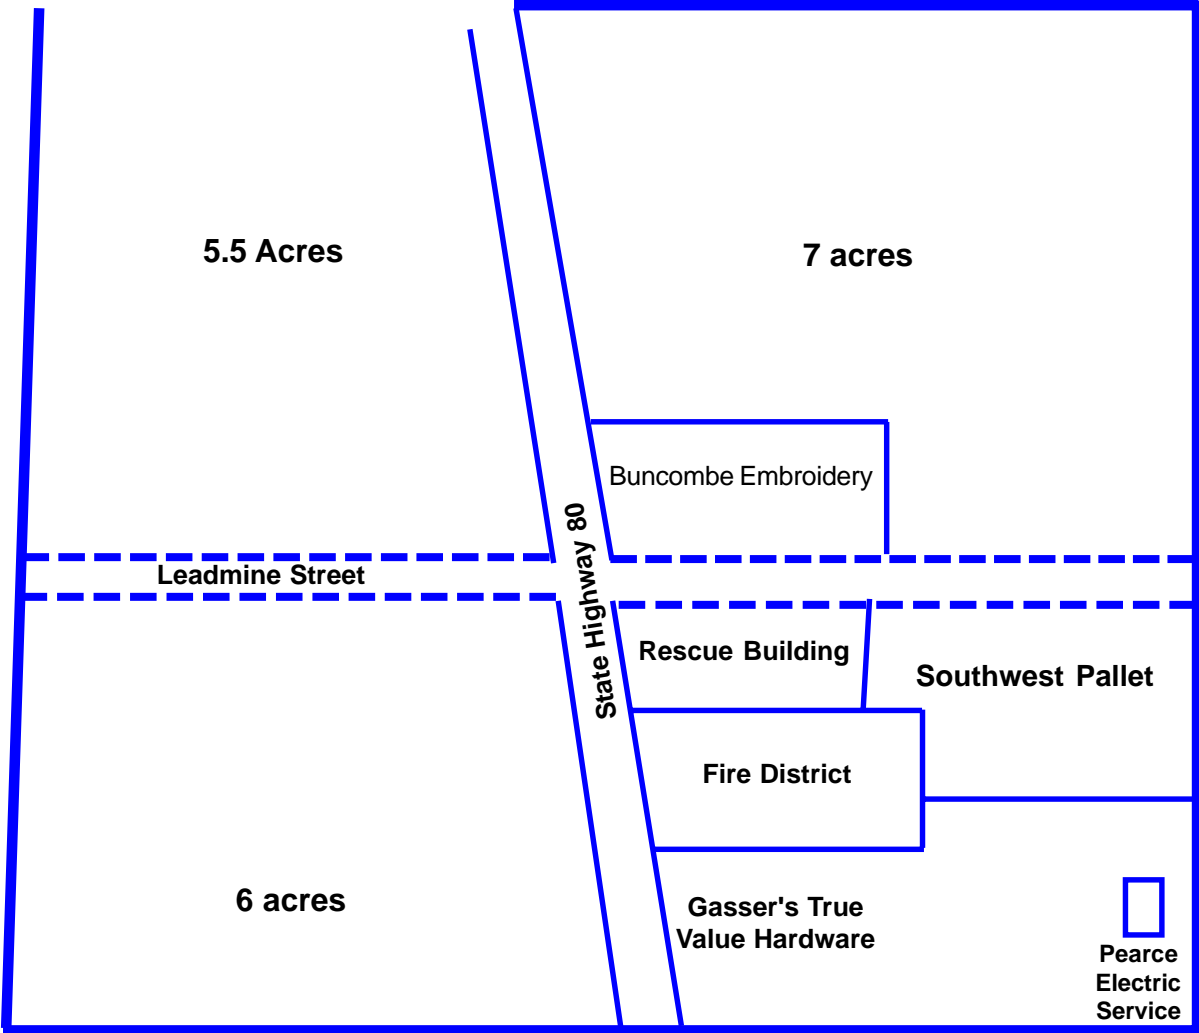 5.5 Acres
7 acres
Buncombe Embroidery
State Highway 80
Leadmine Street
Rescue Building
Southwest Pallet
Fire District
6 acres
Gasser's True
Value Hardware
Pearce
Electric
Service